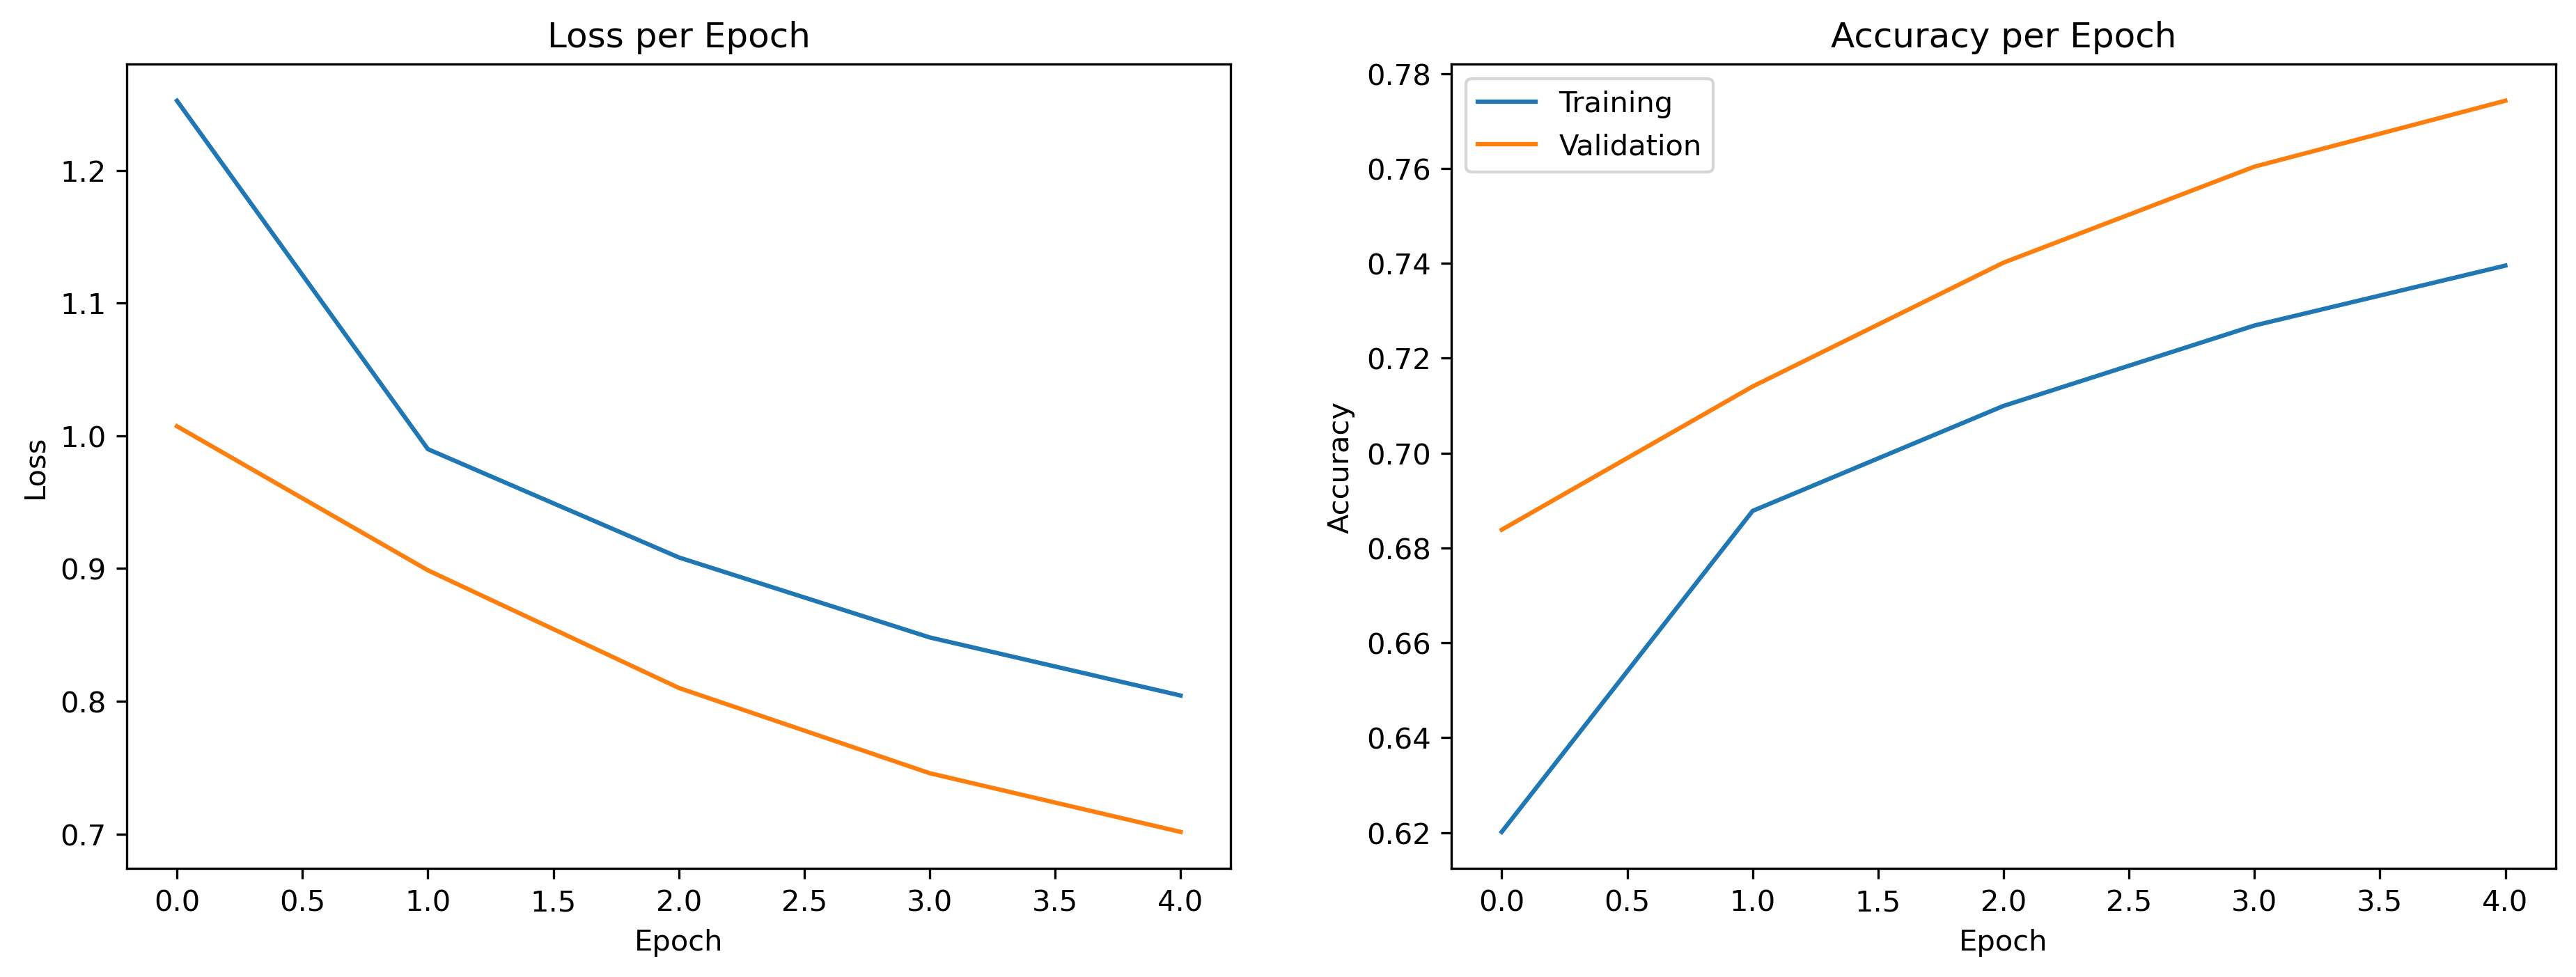 Loss per Epoch
1.2
1.1
1.0
0.9
0.8
0.7
Loss
0.0 0.5 1.0 1.5 2.0 2.5 3.0 3.5 4.0
Epoch
Accuracy per Epoch
Training
Validation
0.78
0.76
0.74
0.72
0.70
0.68
0.66
0.64
0.62
Accuracy
0.0 0.5 1.0 1.5 2.0 2.5 3.0 3.5 4.0
Epoch